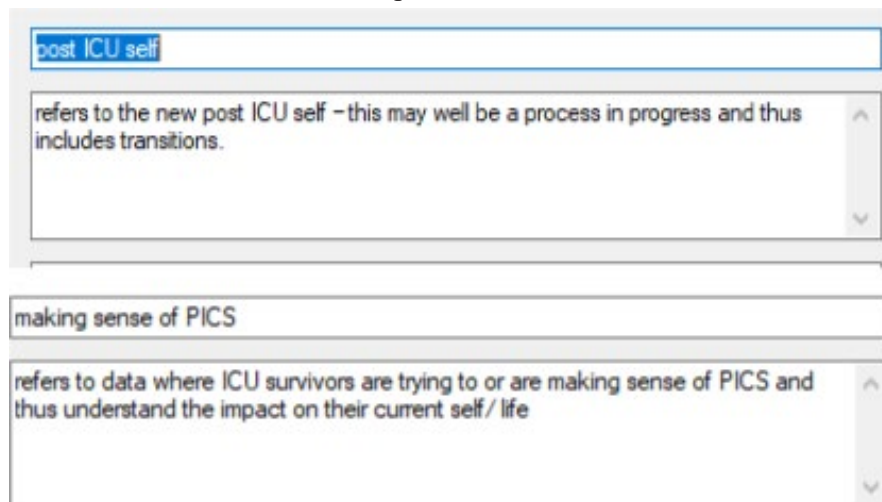 post ICU self
refers to the new post ICU self -this may well be a process in progress and thus
includes transitions.
making sense of PICS
refers to data where ICU survivors are trying to or are making sense of PICS and
thus understand the impact on their current self/ life